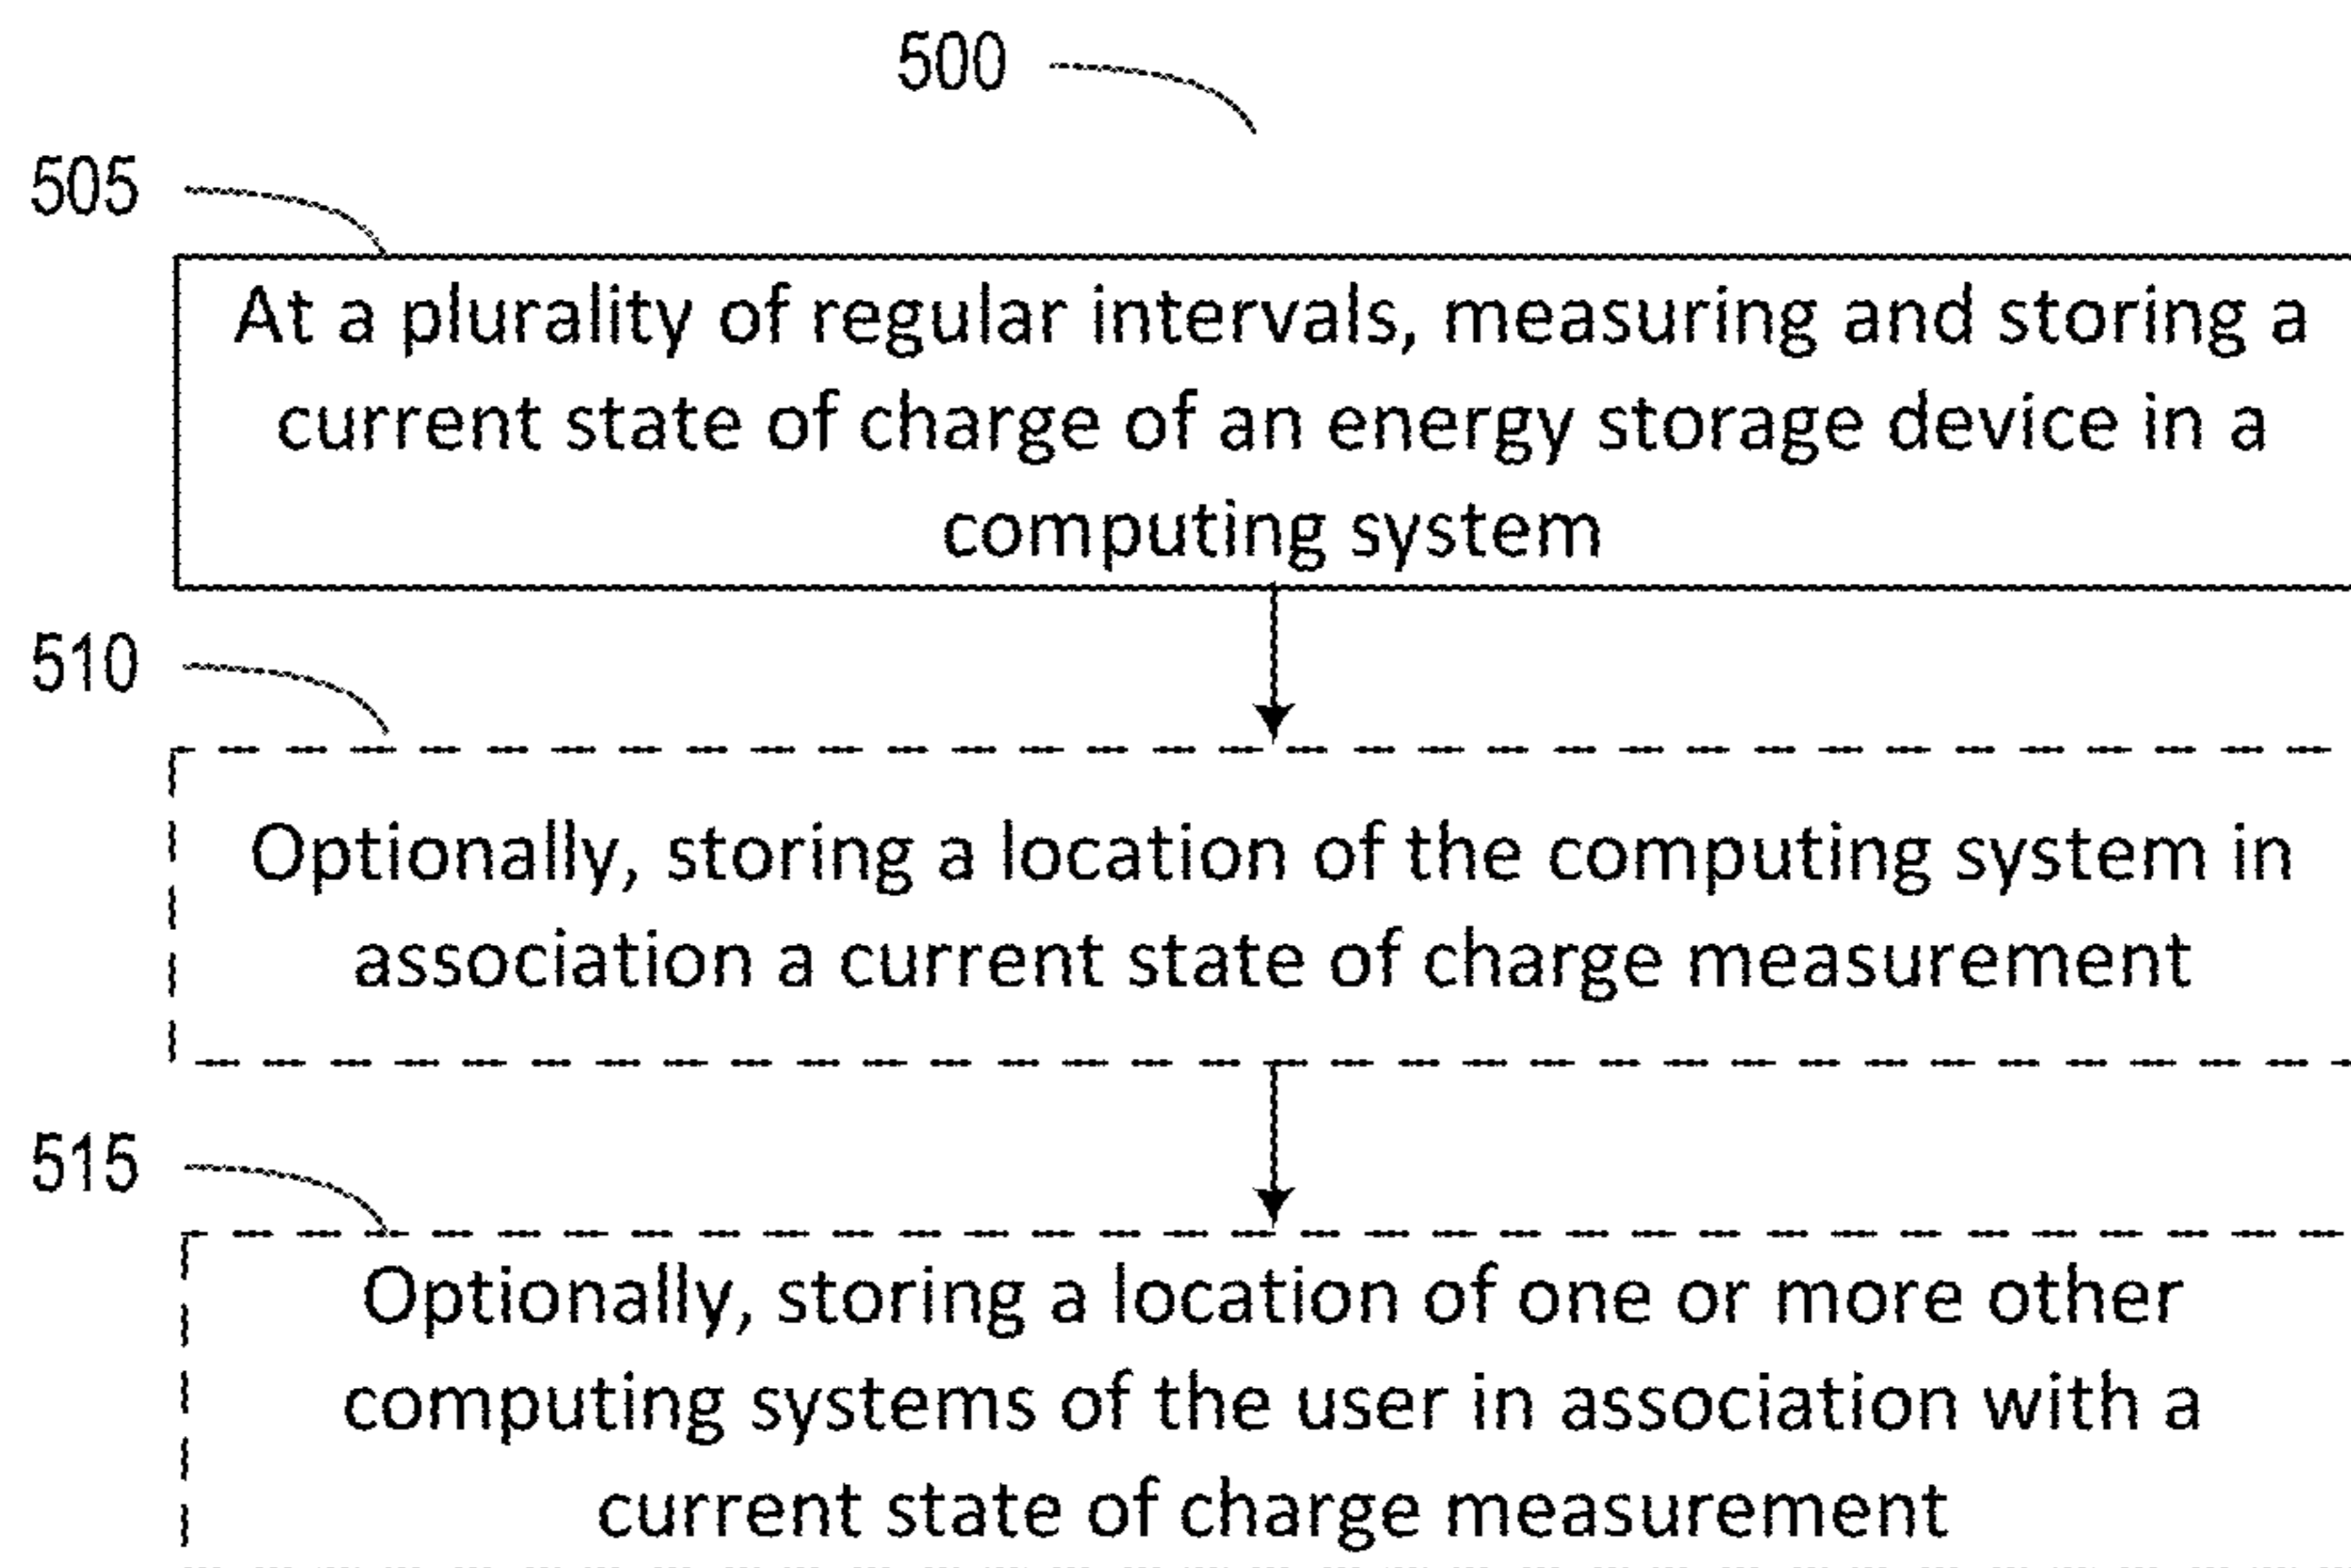 500
505
At a plurality of regular intervals, measuring and storing a
current state of charge of an energy storage device in a
computing system
510
Optionally, storing a location of the computing system in
association a current state of charge measurement
515
Optionally, storing a location of one or more other
computing systems of the user in association with a
current state of charge measurement